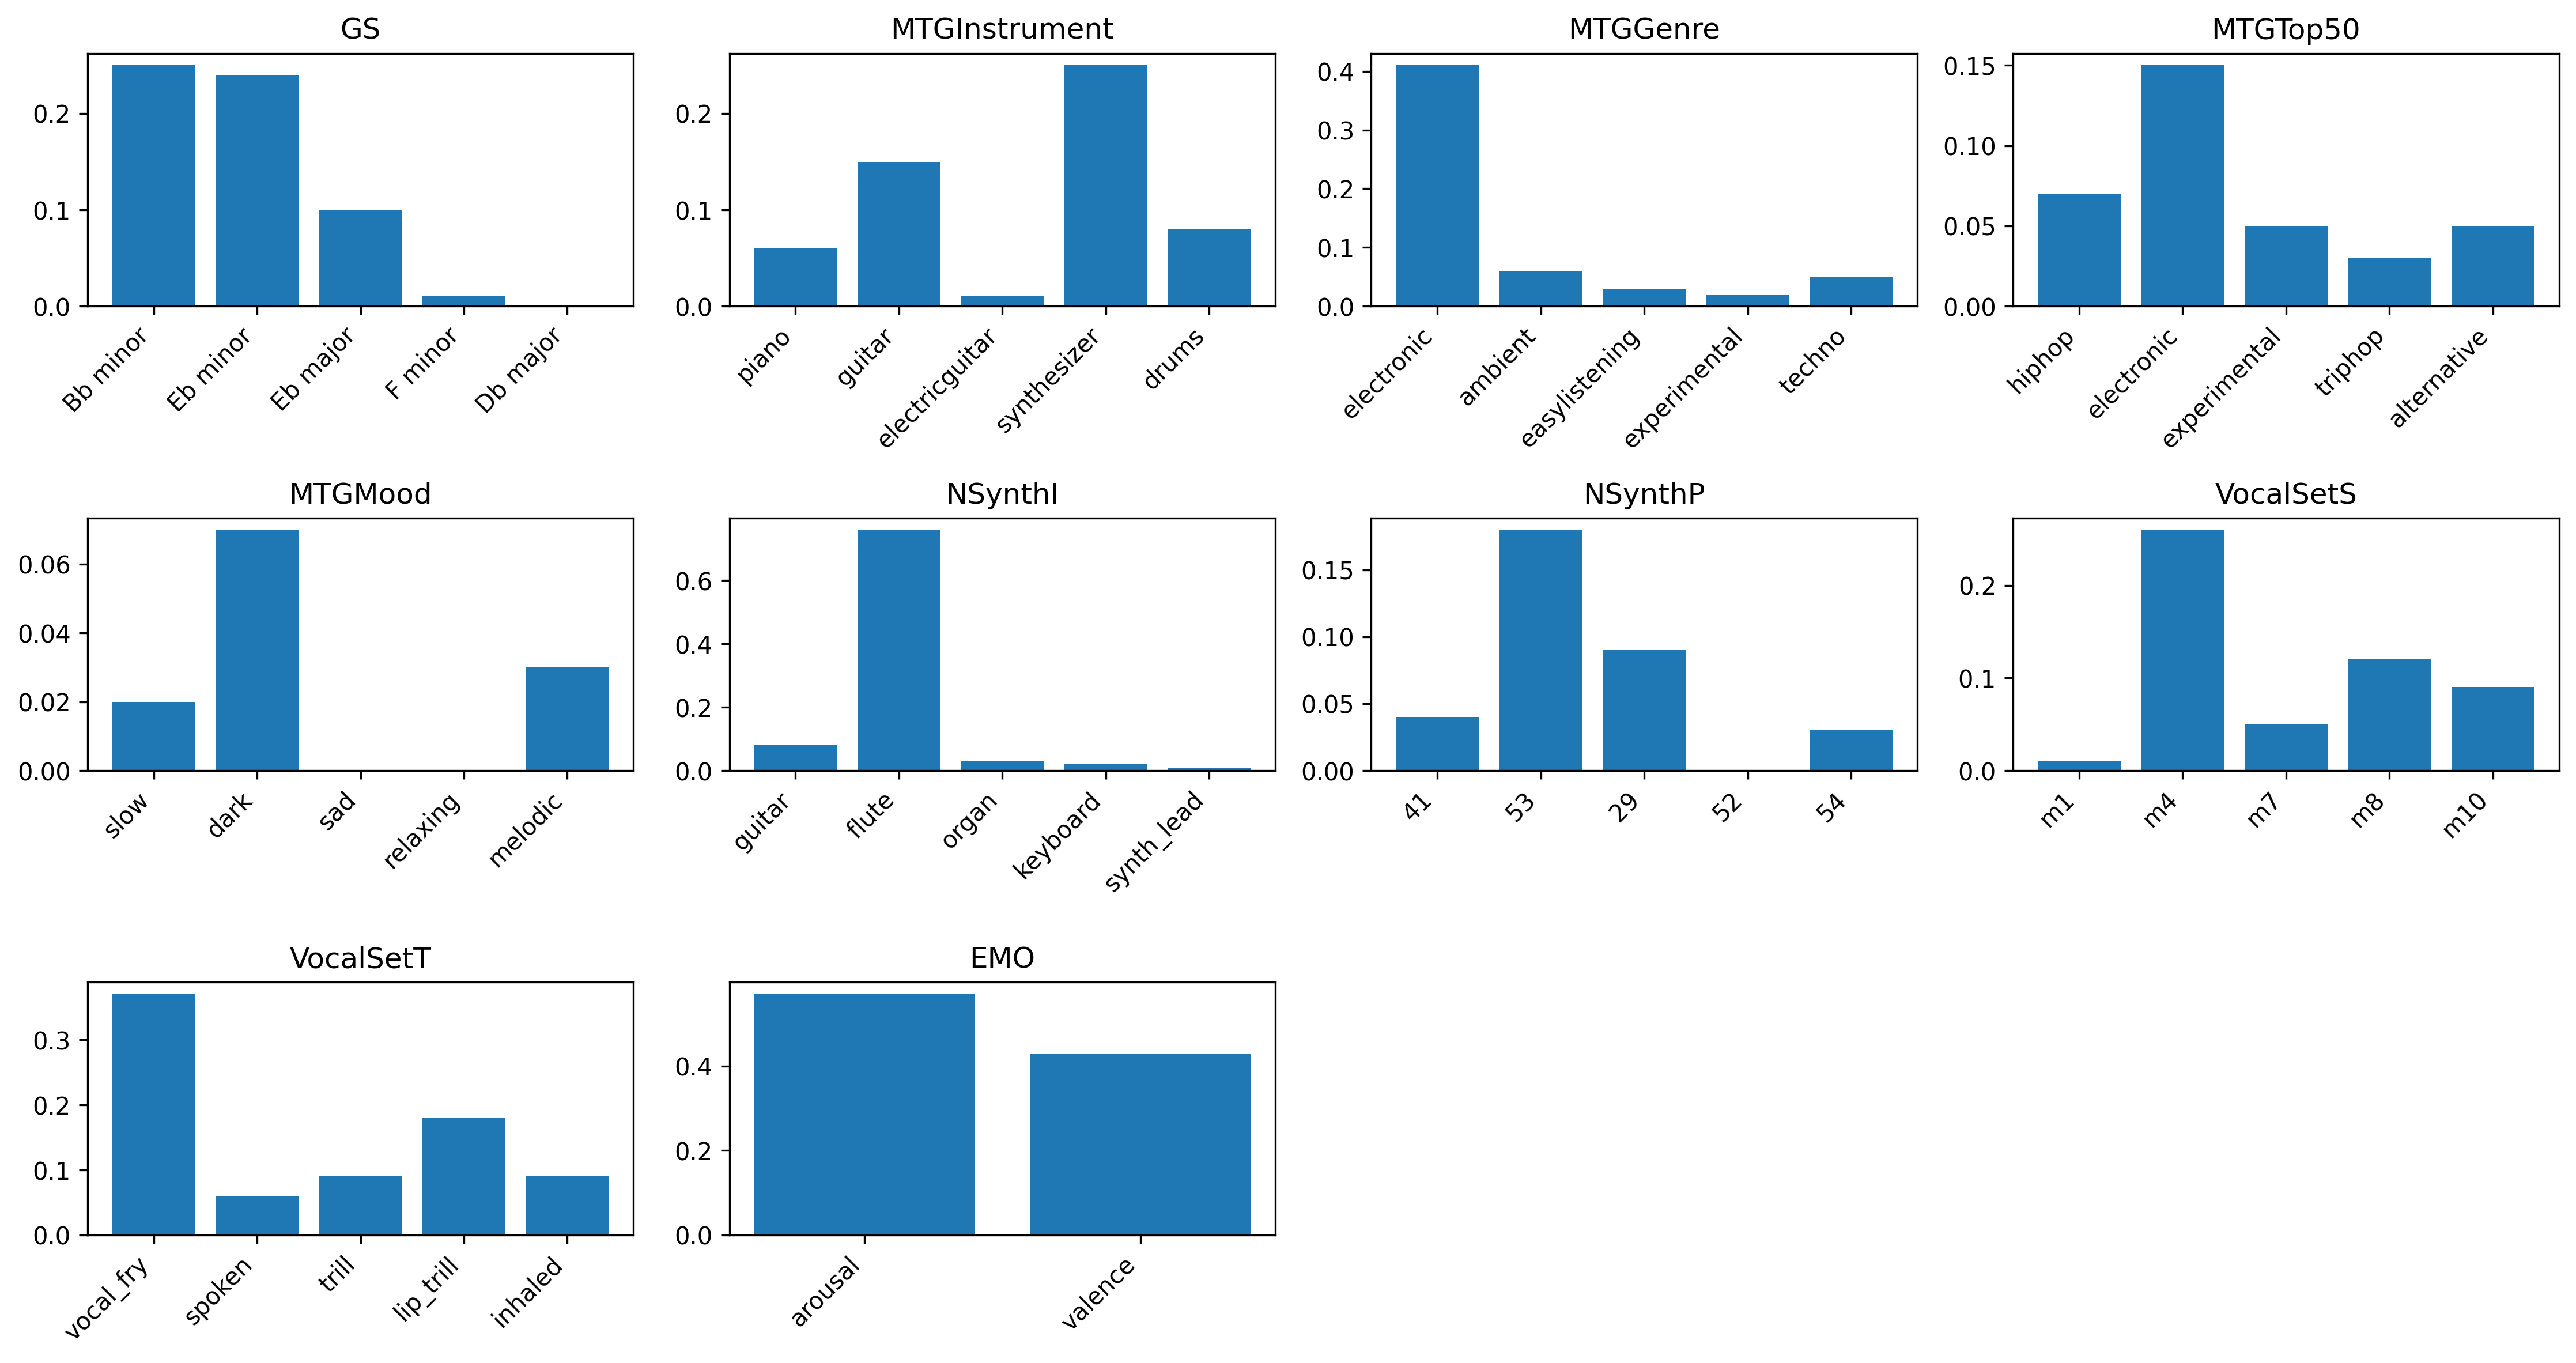 GS
0.2
0.1
0.0
Bb minor
Eb minor
Eb major
F minor
Db major
MTGInstrument
0.2
0.1
0.0
piano
guitar
electricguitar
synthesizer
drums
MTGGenre
0.4
0.3
0.2
0.1
0.0
electronic
ambient
easylistening
experimental
techno
MTGTop50
0.15
0.10
0.05
0.00
hiphop
electronic
experimental
triphop
alternative
MTGMood
0.06
0.04
0.02
0.00
slow
dark
sad
relaxing
melodic
NSynthI
0.6
0.4
0.2
0.0
guitar
flute
organ
keyboard
synth_lead
NSynthP
0.15
0.10
0.05
0.00
41
53
29
52
54
VocalSetS
0.2
0.1
0.0
m1
m4
m7
m8
m10
VocalSetT
0.3
0.2
0.1
0.0
vocal_fry
spoken
trill
lip_trill
inhaled
EMO
0.4
0.2
0.0
arousal
valence